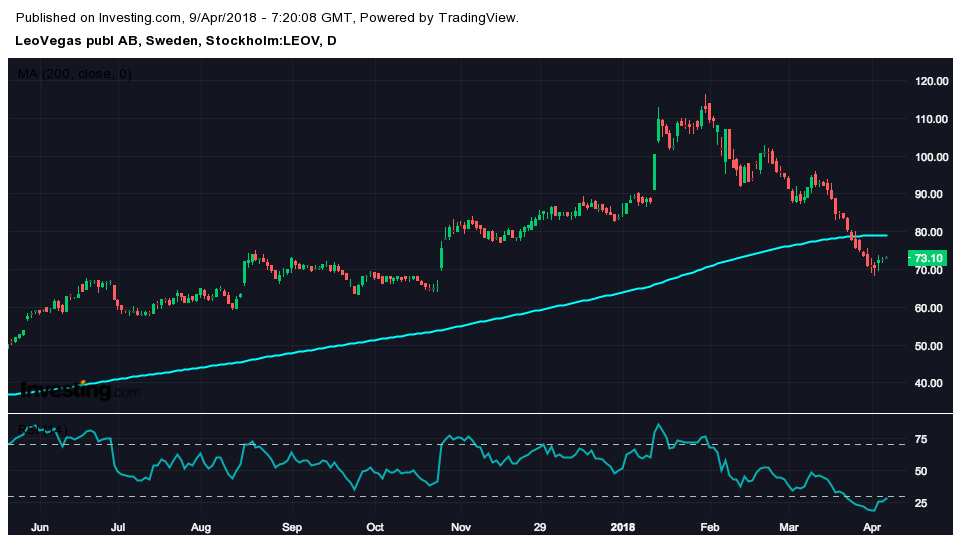 Published on Investing.com, 9/Apr/2018 - 7:20:08 GMT, Powered by TradingView.
LeoVegas publ AB, Sweden, Stockholm:LEOV, D
MA (200, close, 0)
120.00
110.00
100.00
90.00
80.00
73.10
70.00
60.00
50.00
40.00
Investing.com
75
50
25
Jun Jul Aug Sep Oct Nov 29 2018 Feb Mar Apr